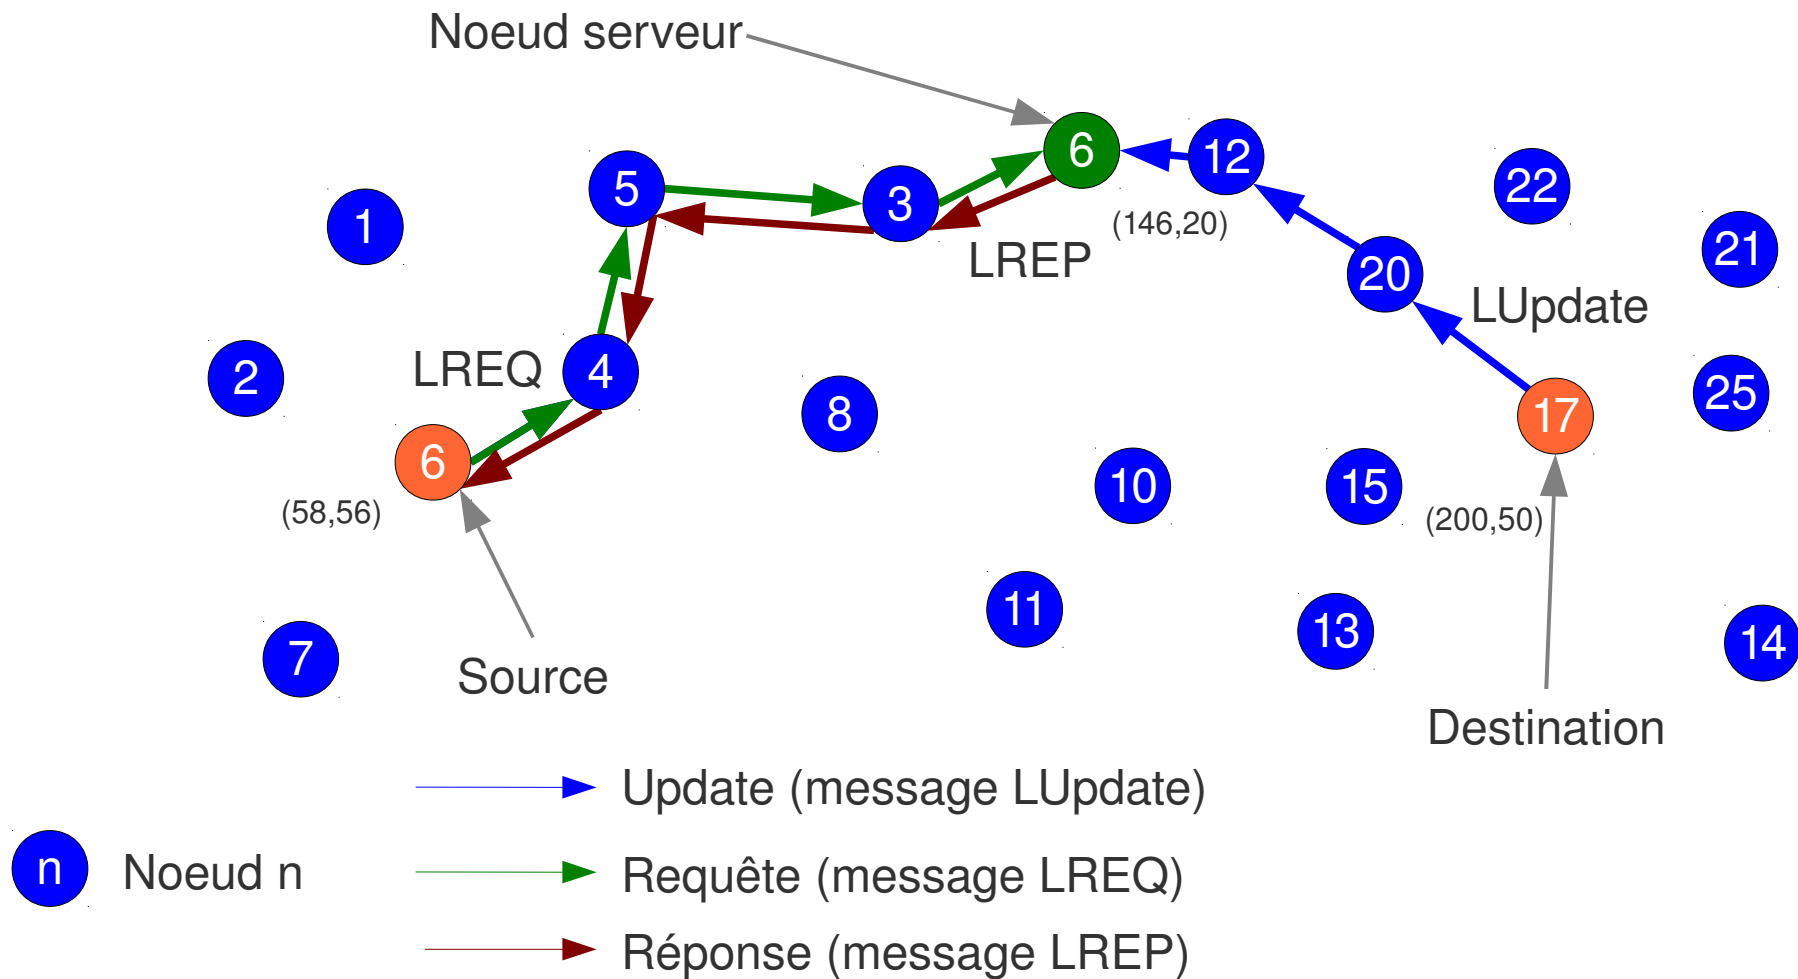 Noeud serveur
6
12
5
22
3
1
(146,20)
21
LREP
20
LUpdate
LREQ
4
2
25
8
17
6
10
15
(58,56)
(200,50)
11
13
14
7
Source
Destination
Update (message LUpdate)
n
Noeud n
Requête (message LREQ)
Réponse (message LREP)